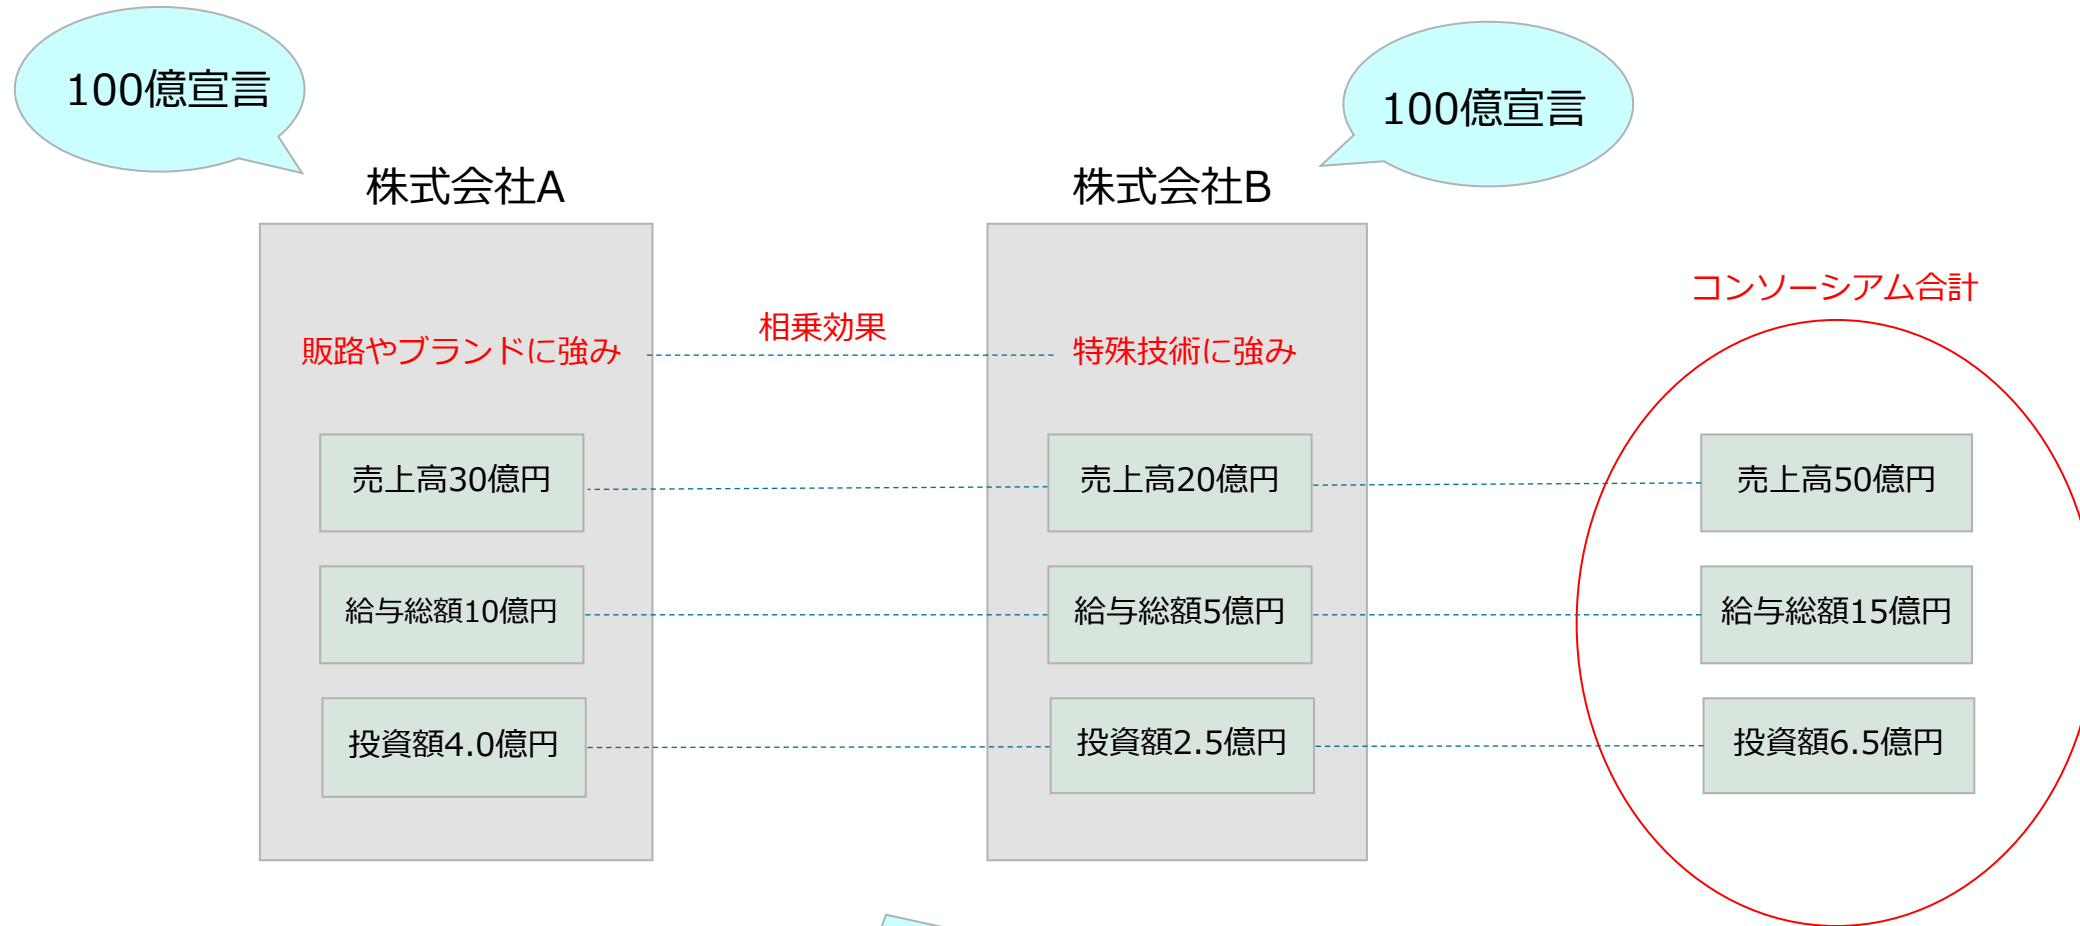 100億宣言
100億宣言
株式会社A
株式会社B
コンソーシアム合計
相乗効果
販路やブランドに強み
特殊技術に強み
売上高30億円
売上高20億円
売上高50億円
給与総額10億円
給与総額5億円
給与総額15億円
投資額4.0億円
投資額2.5億円
投資額6.5億円